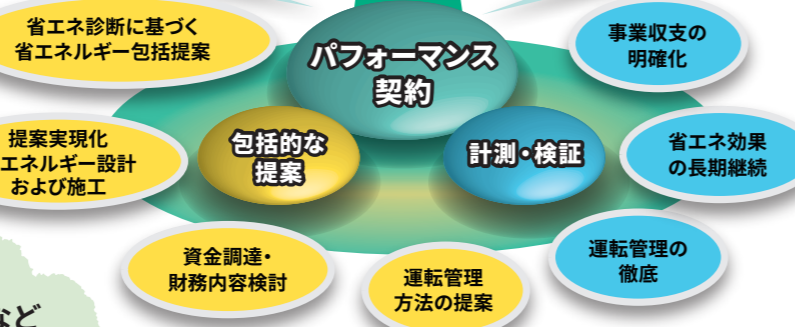 省エネ診断に基づく
省エネルギー包括提案
パフォーマンス
契約
事業収支の
明確化
提案実現化
エネルギー設計
および施工
包括的な
提案
計測・検証
省エネ効果
の長期継続
資金調達・
財務内容検討
運転管理
方法の提案
運転管理の
徹底
など